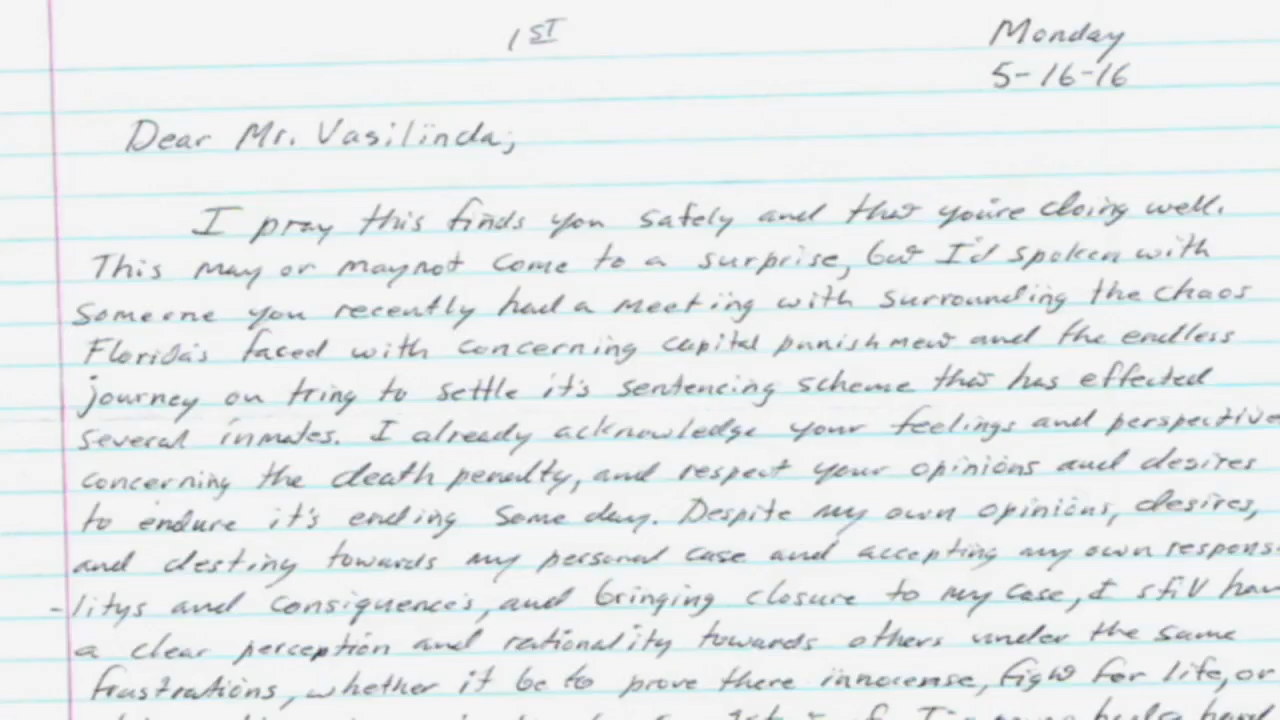 1ST
Monday
5-16-16
Dear Mr. Vasilinda;
I pray this finds you safely and that you're doing well.
This may or maynot come to a surprise, but I'd spoken with
someone you recently had a meeting with surrounding the chaos
Florida's faced with concerning capital punishment and the endless
journey on tring to settle it's sentencing scheme that has effected
several inmates. I already acknowledge your feelings and perspective
concerning the death penalty, and respect your opinions and desires
to endure it's ending some day. Despite my own opinions, desires,
and destiny towards my personal case and accepting my own respons
-litys and consiquences, and bringing closure to my case, I still hav
a clear perception and rationality towards others under the same
frustrations, whether it be to prove there innocense, fight for life, or